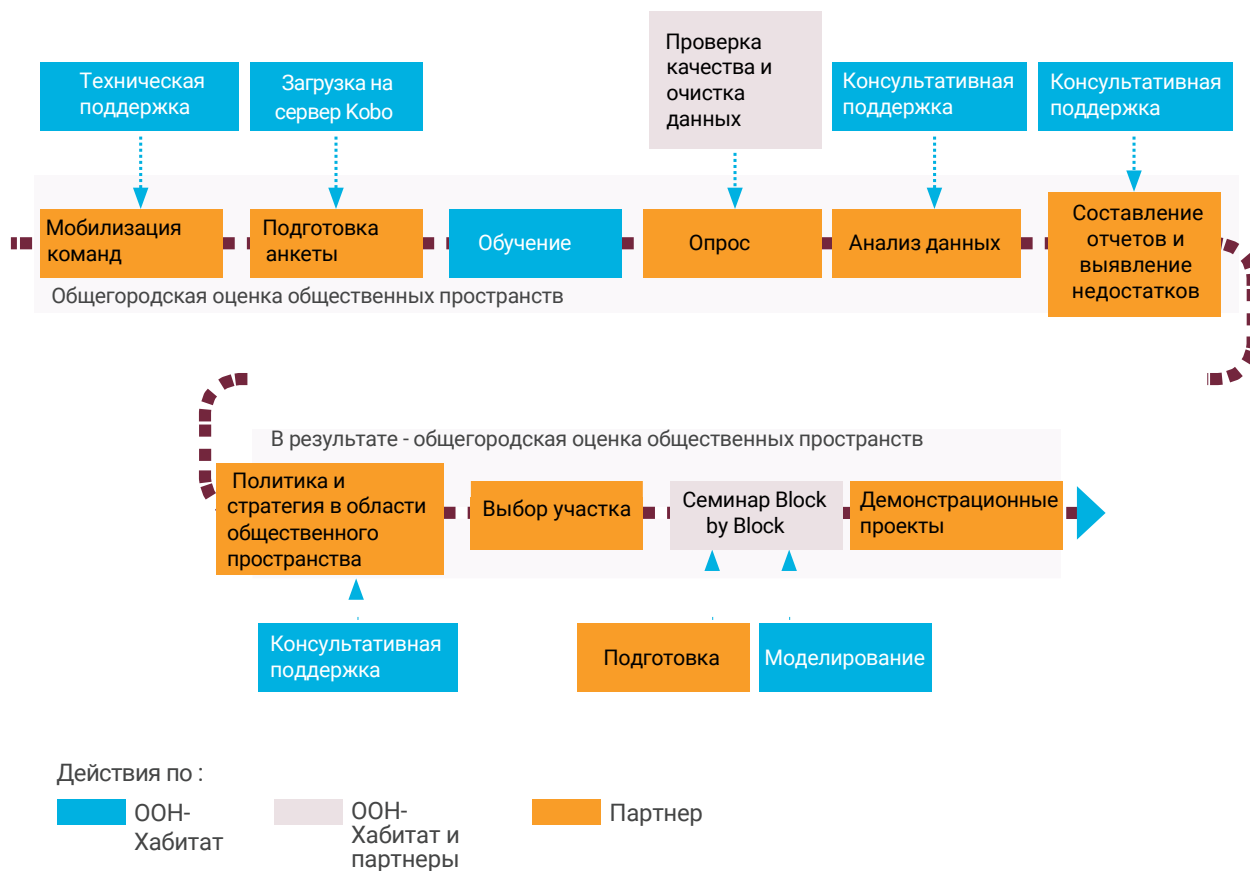 Техническая
поддержка
Загрузка на
сервер Kobo
Проверка
качества и
очистка
данных
Консультативная
поддержка
Консультативная
поддержка
Мобилизация
команд
Подготовка
анкеты
Обучение
Опрос
Анализ данных
Составление
отчетов и
выявление
недостатков
Общегородская оценка общественных пространств
В результате - общегородская оценка общественных пространств
Политика и
стратегия в области
общественного
пространства
Выбор участка
Семинар Block
by Block
Демонстрационные
проекты
Консультативная
поддержка
Подготовка
Моделирование
Действия по :
ООН-
Хабитат
ООН-
Хабитат и
партнеры
Партнер